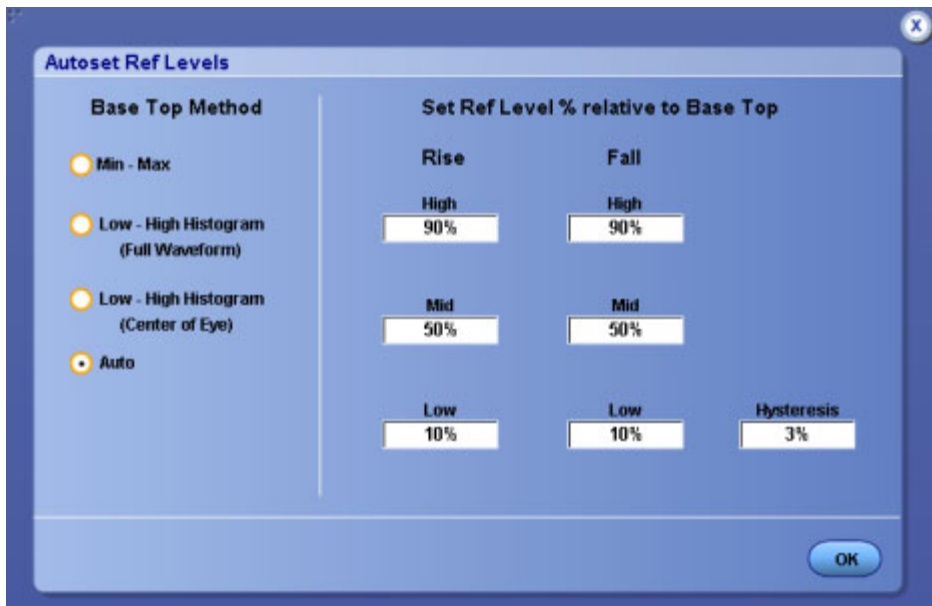 X
Autoset Ref Levels
Base Top Method
Min - Max
Low - High Histogram
(Full Waveform)
Low - High Histogram
(Center of Eye)
Auto
Set Ref Level % relative to Base Top
Rise Fall
High High
90% 90%
Mid Mid
50% 50%
Low Low Hysteresis
10% 10% 3%
OK